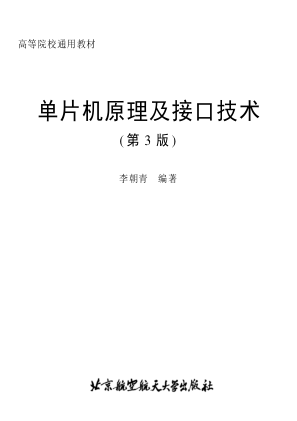 高等院校通用教材
单片机原理及接口技术
(第 3 版)
李朝青 编著
北京航空航天大学出版社